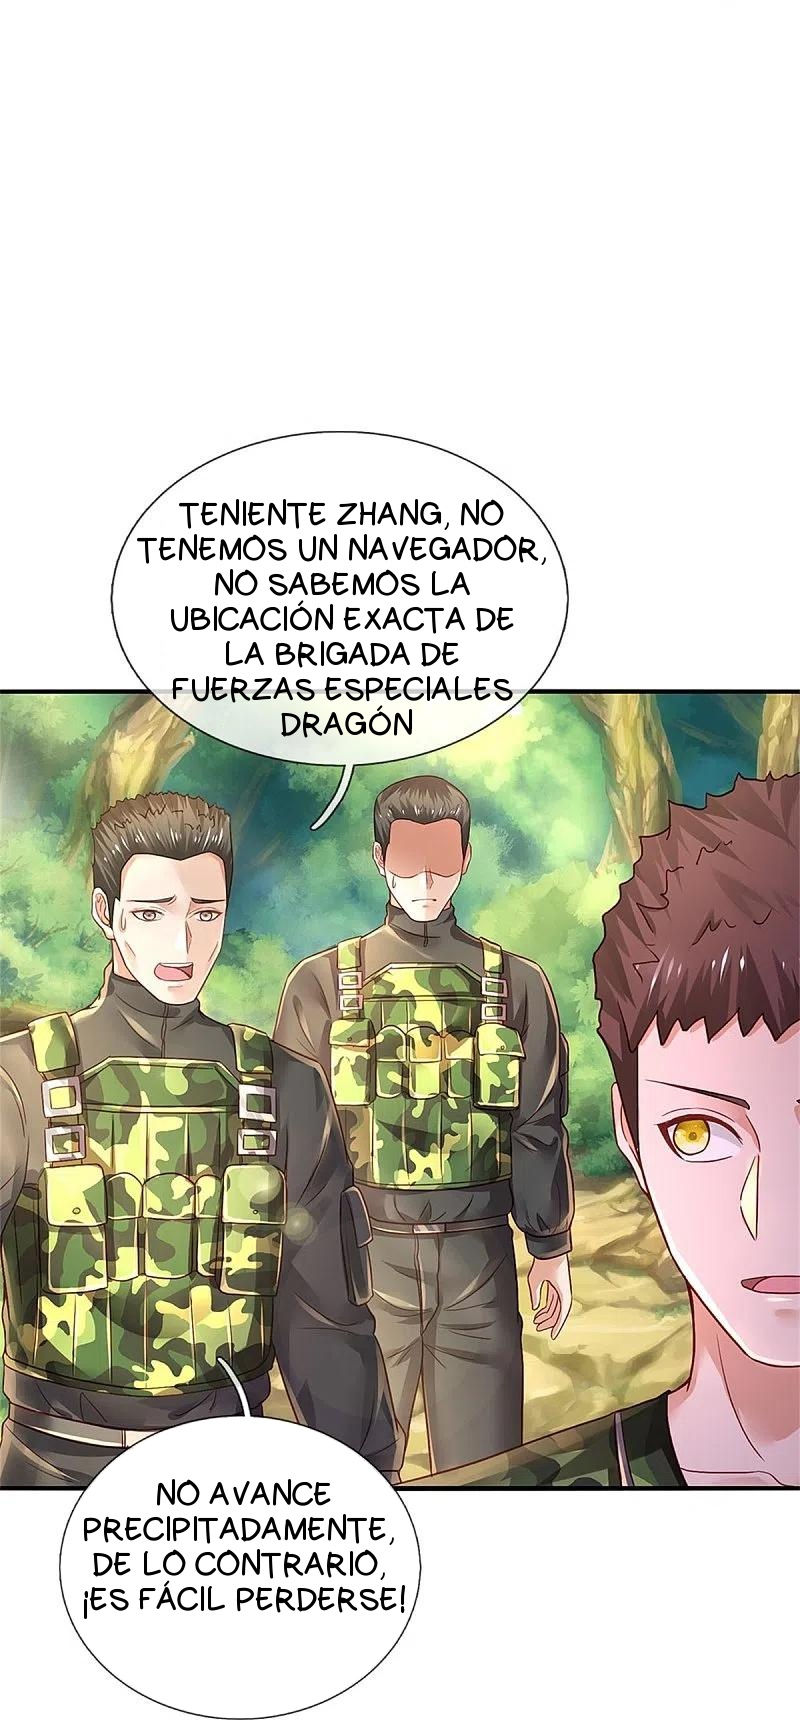 TENIENTE ZHANG, NO
TENEMOS UN NAVEGADOR,
NO SABEMOS LA
UBICACIÓN EXACTA DE
LA BRIGADA DE
FUERZAS ESPECIALES
DRAGÓN
NO AVANCE
PRECIPITADAMENTE,
DE LO CONTRARIO,
¡ES FÁCIL PERDERSE!